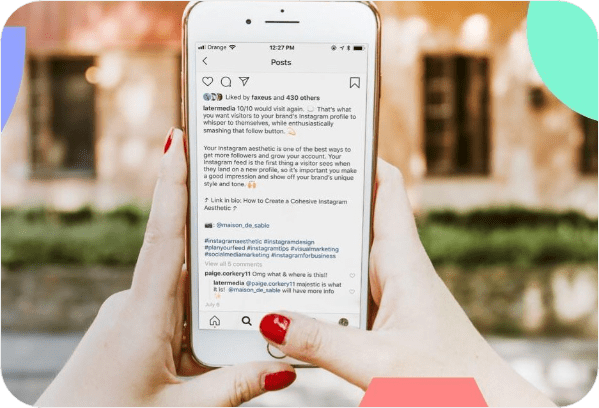 Orange 12:27 PM
Posts
Liked by faxeus and 430 others
latermedia 10/10 would visit again. ☁️ That's what
you want visitors to your brand's Instagram profile to
whisper to themselves, while enthusiastically
smashing that follow button. 💫
Your Instagram aesthetic is one of the best ways to
get more followers and grow your account. Your
Instagram feed is the first thing a visitor sees when
they land on a new profile, so it's important you make
a good impression and show off your brand's unique
style and tone. 🙌
↑ Link in bio: How to Create a Cohesive Instagram
Aesthetic ↑
📷: @maison_de_sable
#instagramaesthetic #instagramdesign
#planyourfeed #instagramtips #visualmarketing
#socialmediamarketing #instagramforbusiness
View all 5 comments
paige.corkery11 Omg what & where is this!!
latermedia @paige.corkery11 majestic is what
it is! @maison_de_sable will have more info
July 6